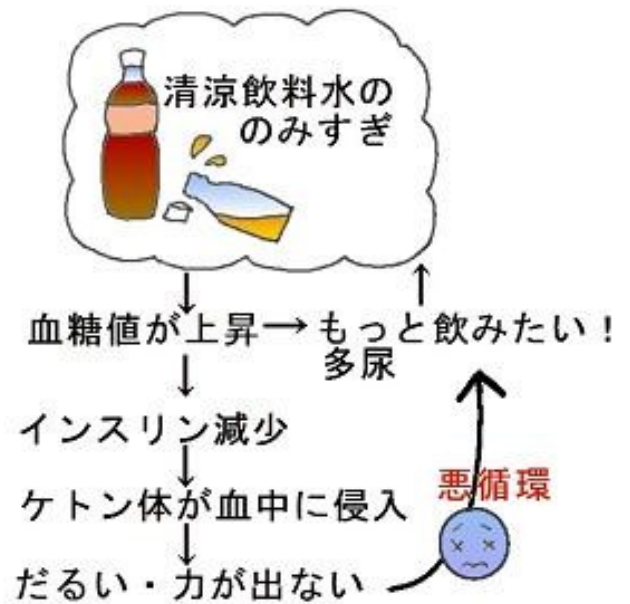 清涼飲料水の
のみすぎ
血糖値が上昇→もっと飲みたい！
多尿
インスリン減少
ケトン体が血中に侵入
悪循環
だるい・力が出ない